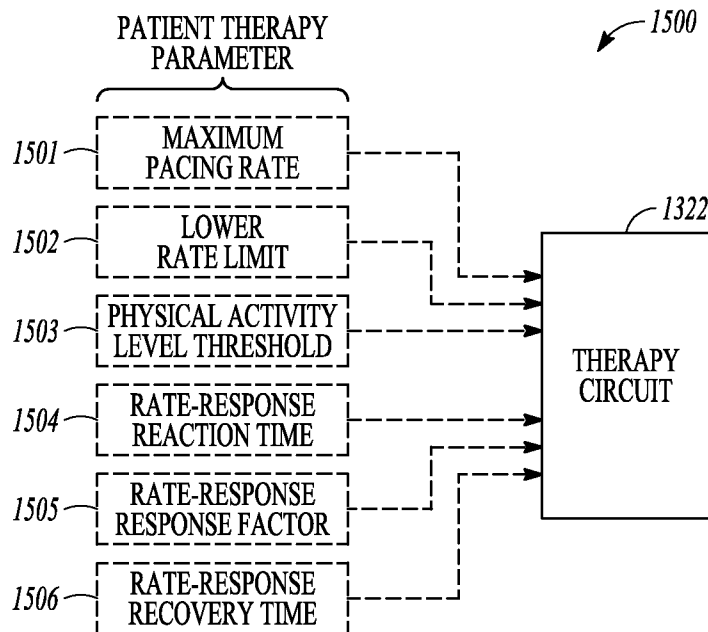 PATIENT THERAPY
PARAMETER
1500
1501
MAXIMUM
PACING RATE
1502
LOWER
RATE LIMIT
1503
PHYSICAL ACTIVITY
LEVEL THRESHOLD
1504
RATE-RESPONSE
REACTION TIME
1505
RATE-RESPONSE
RESPONSE FACTOR
1506
RATE-RESPONSE
RECOVERY TIME
1322
THERAPY
CIRCUIT